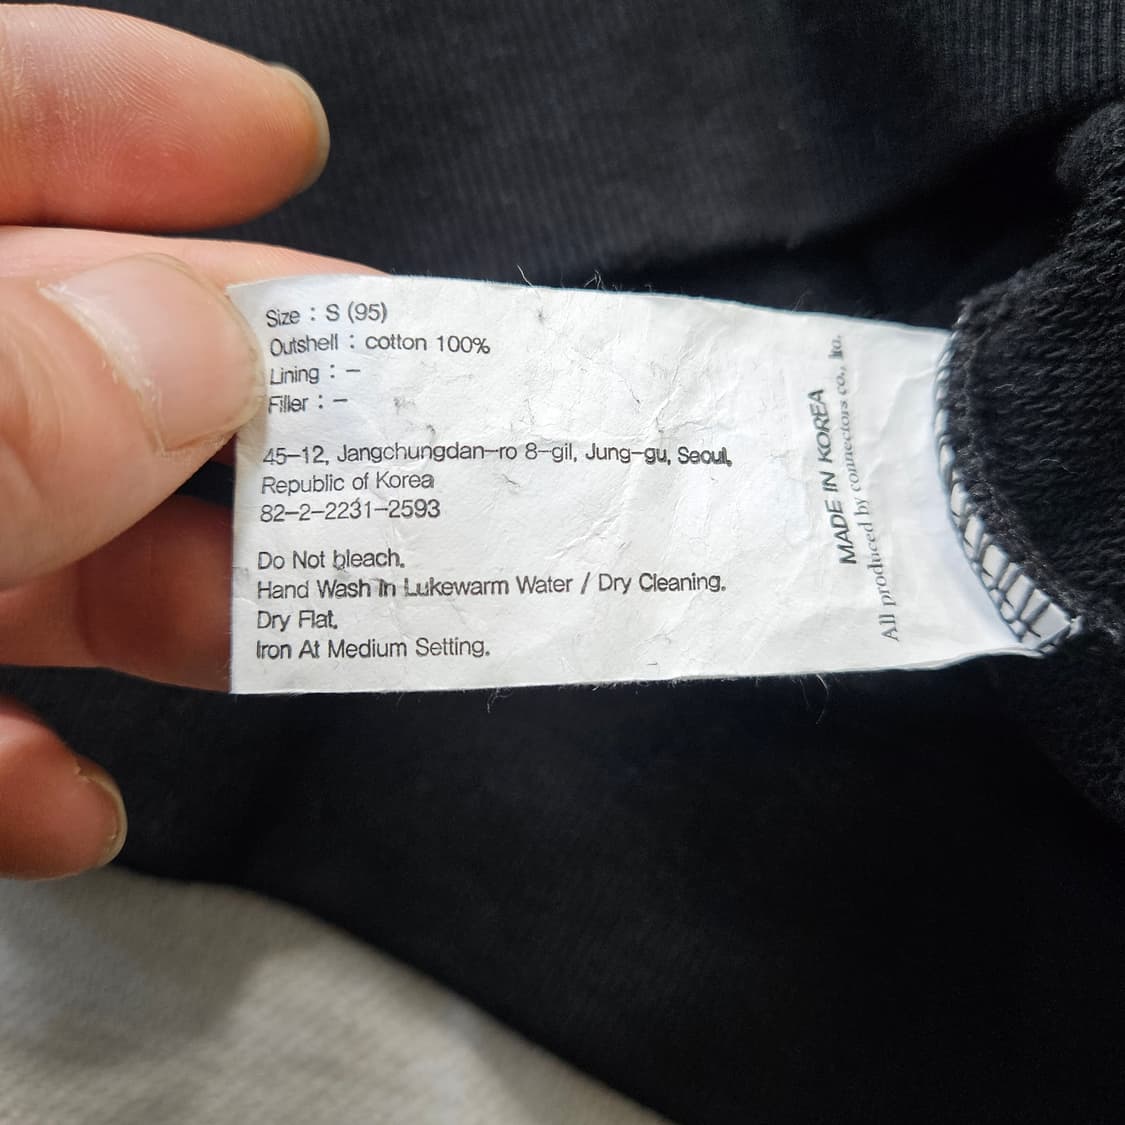 Size : S (95)
Outshell : cotton 100%
Lining : –
Filler : –
45–12, Jangchungdan–ro 8–gil, Jung–gu, Seoul,
Republic of Korea
82–2–2231–2593
Do Not bleach.
Hand Wash In Lukewarm Water / Dry Cleaning.
Dry Flat.
Iron At Medium Setting.
MADE IN KOREA
All produced by connectors co.,